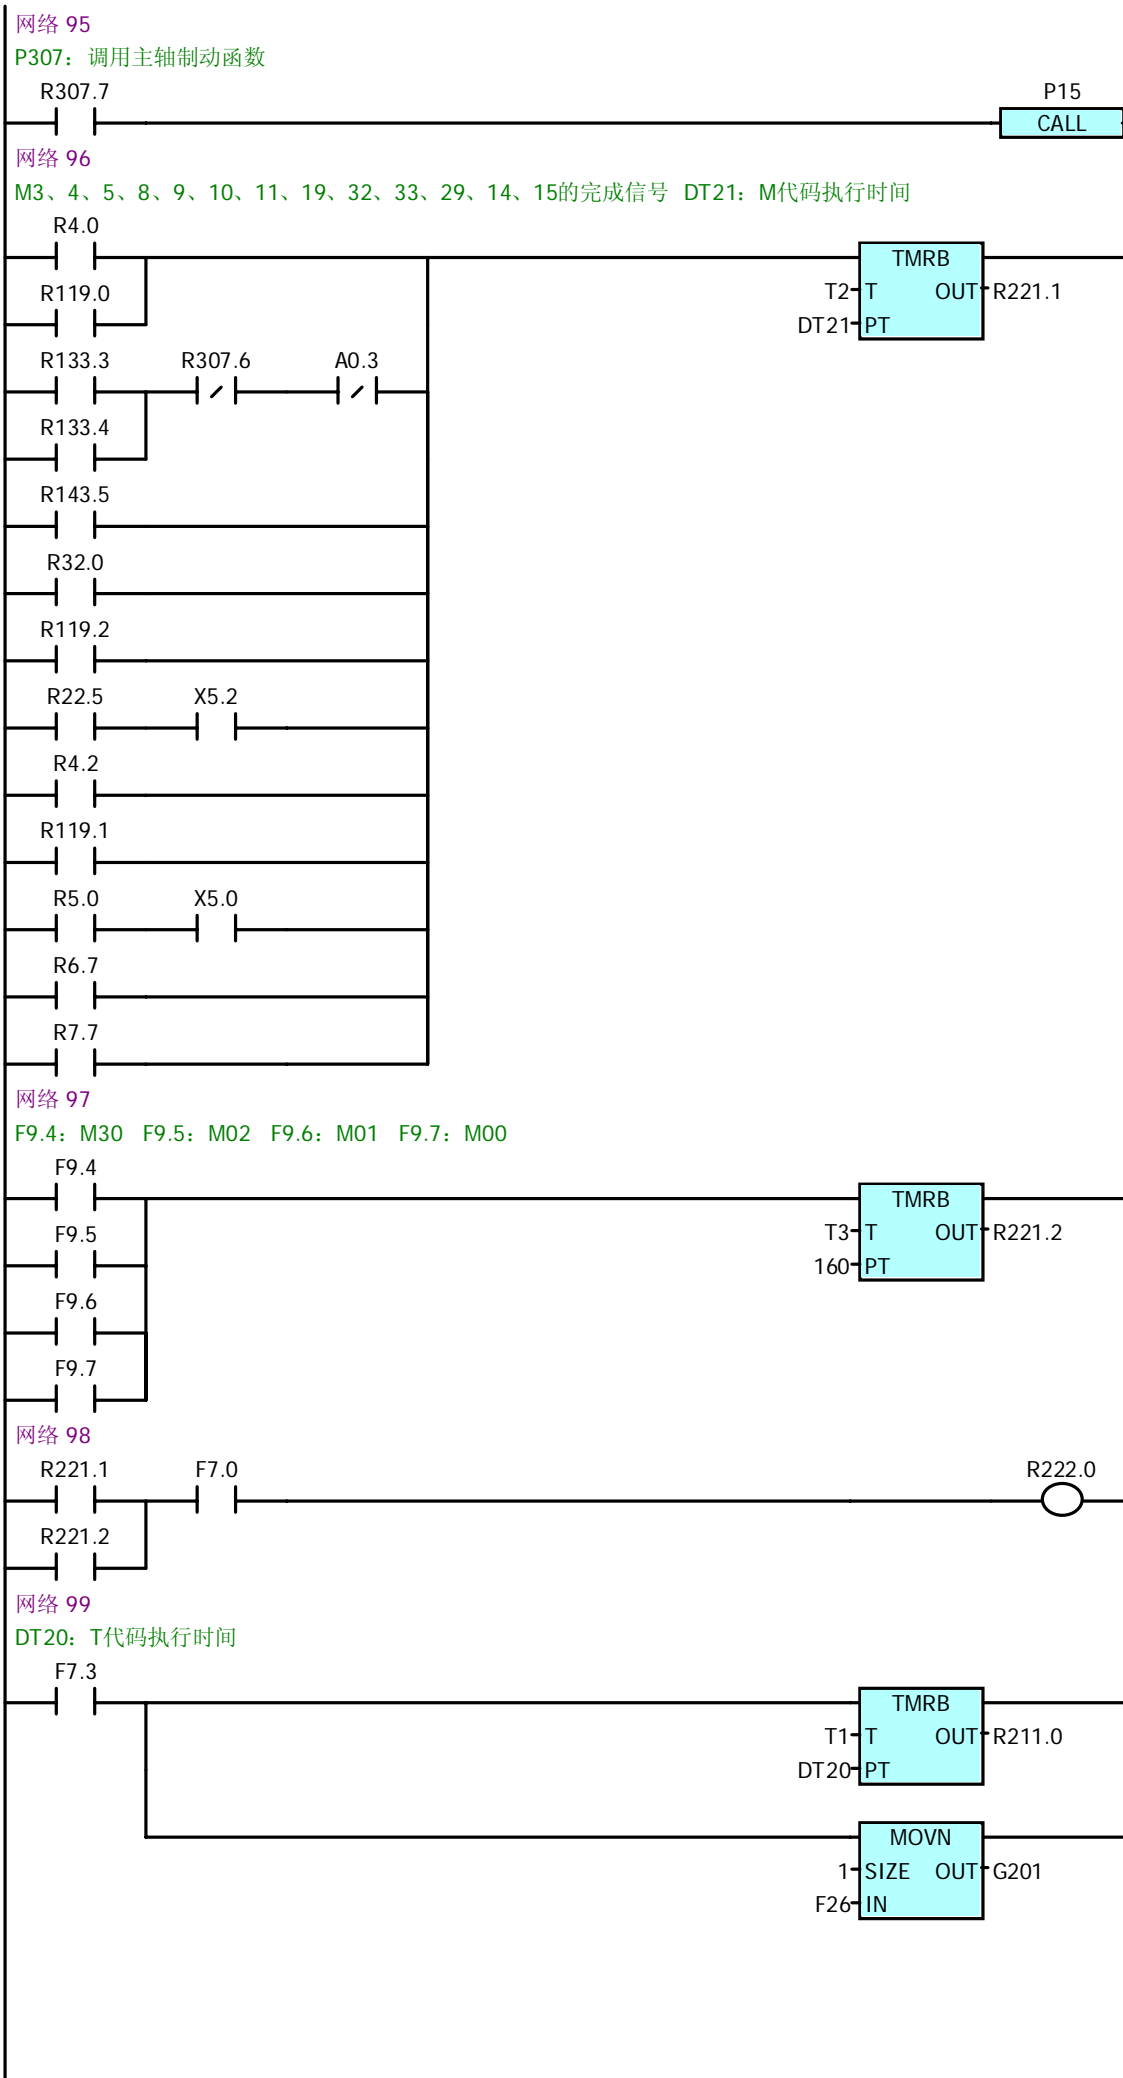 网络 95
P307：调用主轴制动函数
R307.7 P15
CALL
网络 96
M3、4、5、8、9、10、11、19、32、33、29、14、15的完成信号 DT21：M代码执行时间
R4.0
TMRB
R119.0 T2 T OUT R221.1
DT21 PT
R133.3 R307.6 A0.3
R133.4
R143.5
R32.0
R119.2
R22.5 X5.2
R4.2
R119.1
R5.0 X5.0
R6.7
R7.7
网络 97
F9.4：M30 F9.5：M02 F9.6：M01 F9.7：M00
F9.4
TMRB
F9.5 T3 T OUT R221.2
160 PT
F9.6
F9.7
网络 98
R221.1 F7.0 R222.0
R221.2
网络 99
DT20：T代码执行时间
F7.3
TMRB
T1 T OUT R211.0
DT20 PT
MOVN
1 SIZE OUT G201
F26 IN